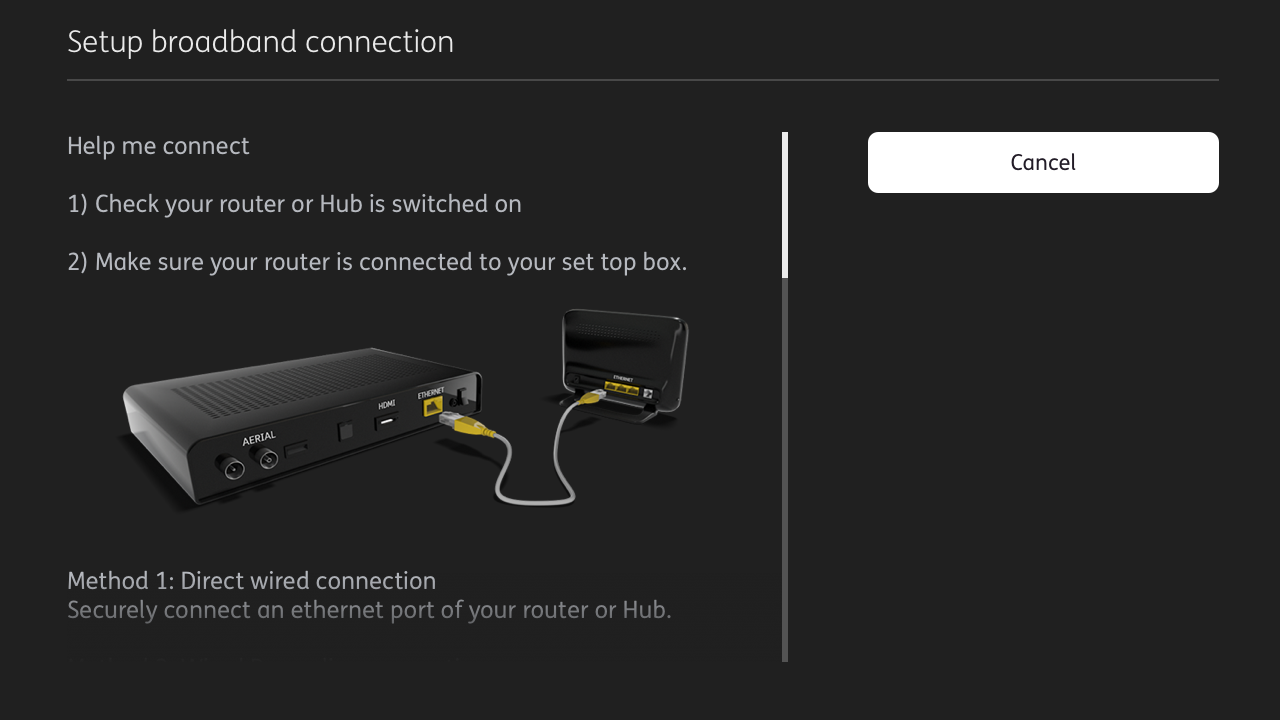 Setup broadband connection
Help me connect
Cancel
1) Check your router or Hub is switched on
2) Make sure your router is connected to your set top box.
ETHERNET
ETHERNET
HDMI
AERIAL
Method 1: Direct wired connection
Securely connect an ethernet port of your router or Hub.